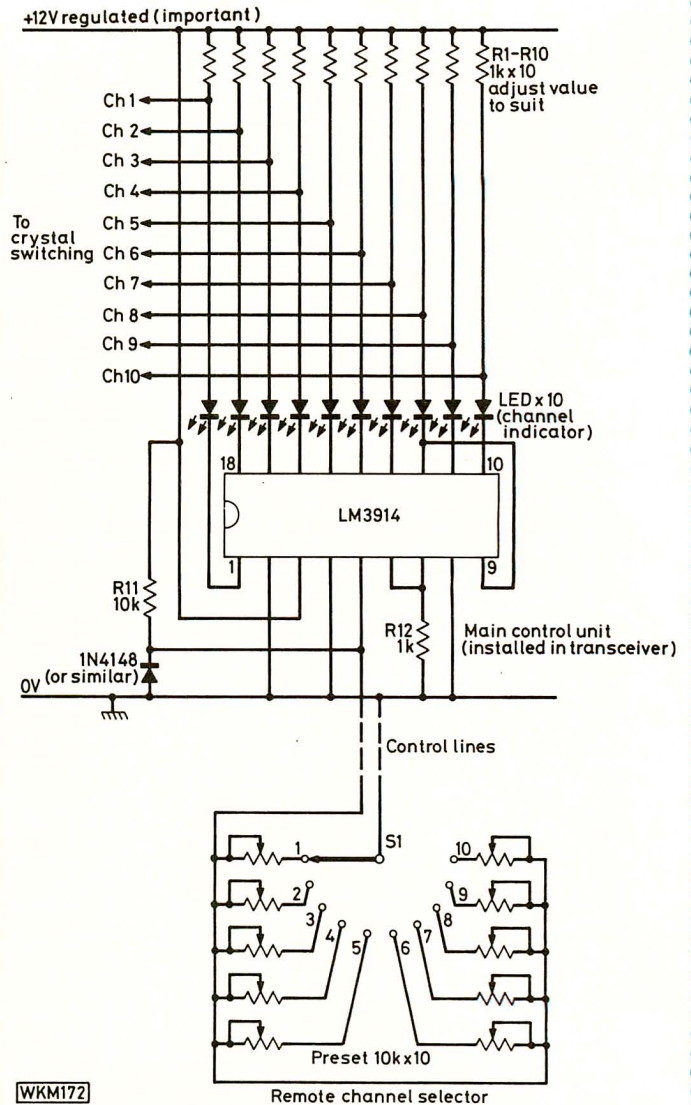 +12V regulated (important)
R1-R10
1k x 10
adjust value
to suit
Ch 1
Ch 2
Ch 3
Ch 4
To
crystal
switching
Ch 5
Ch 6
Ch 7
Ch 8
Ch 9
Ch10
LED x 10
(channel
indicator)
18
10
LM3914
1
9
R11
10k
R12
1k
Main control unit
(installed in transceiver)
1N4148
(or similar)
0V
Control lines
S1
1
2
3
4
5
6
7
8
9
10
Preset 10k x 10
WKM172
Remote channel selector